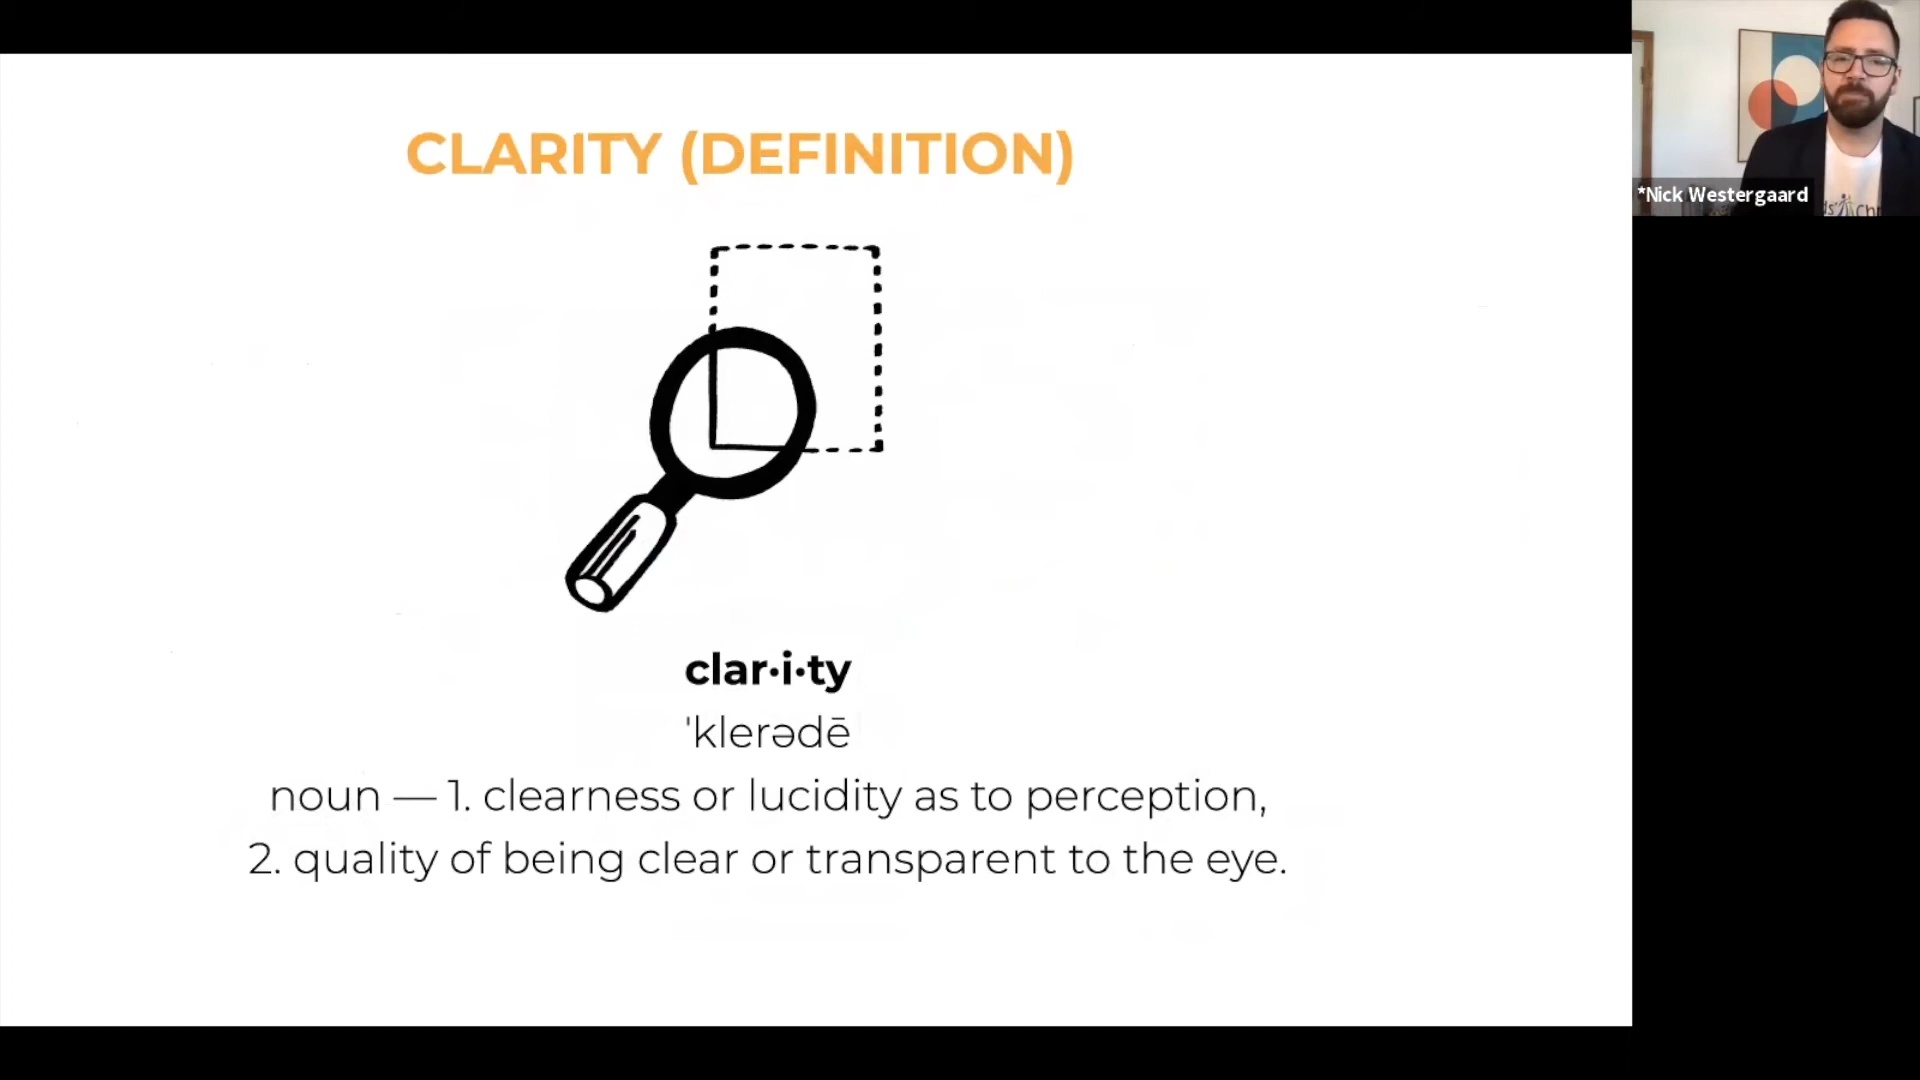 CLARITY (DEFINITION)
*Nick Westergaard
clar·i·ty
ˈklerədē
noun — 1. clearness or lucidity as to perception,
2. quality of being clear or transparent to the eye.